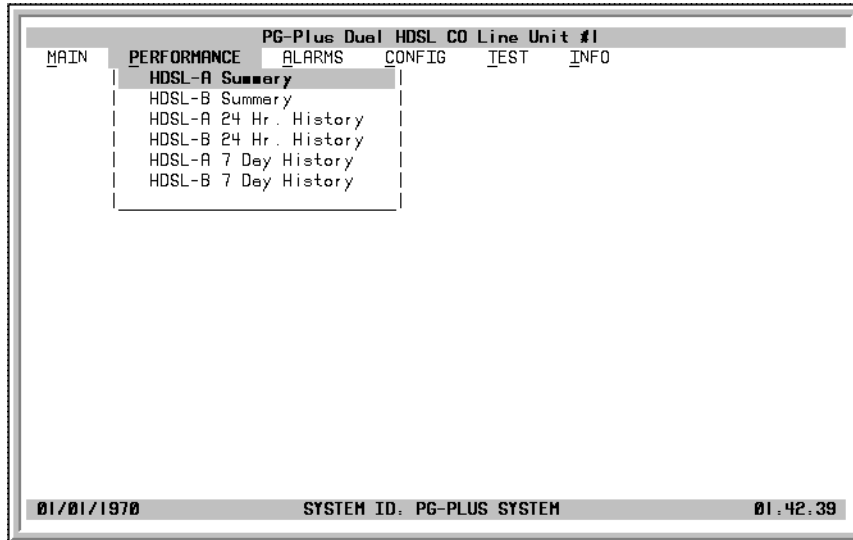 PG-Plus Dual HDSL CO Line Unit #1
MAIN PERFORMANCE ALARMS CONFIG TEST INFO
HDSL-A Summary
HDSL-B Summary
HDSL-A 24 Hr. History
HDSL-B 24 Hr. History
HDSL-A 7 Day History
HDSL-B 7 Day History
01/01/1970 SYSTEM ID: PG-PLUS SYSTEM 01:42:39